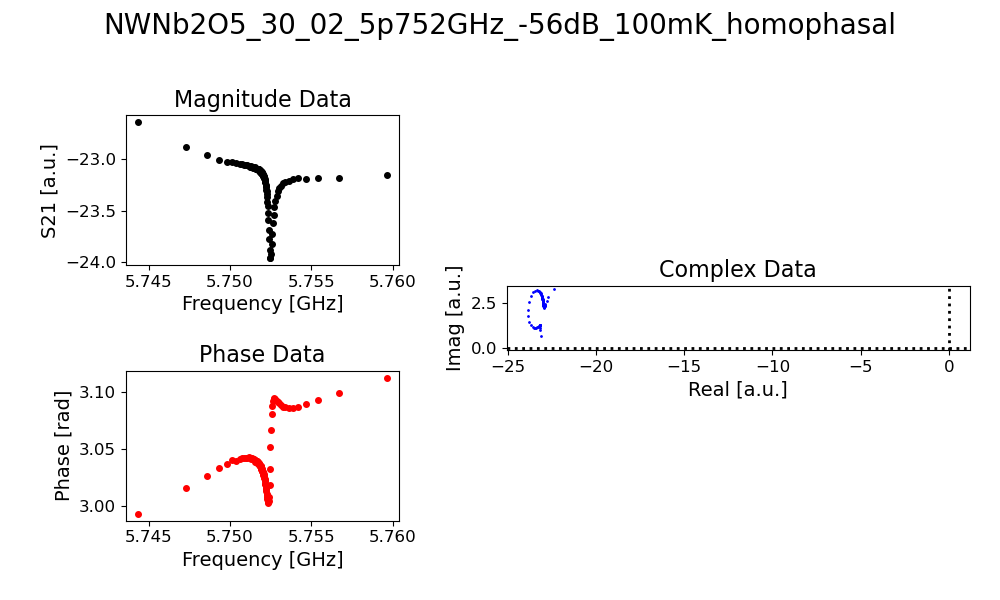 NWNb2O5_30_02_5p752GHz_-56dB_100mK_homophasal
Magnitude Data
S21 [a.u.]
−23.0
−23.5
−24.0
5.745 5.750 5.755 5.760
Frequency [GHz]
Phase Data
Phase [rad]
3.10
3.05
3.00
5.745 5.750 5.755 5.760
Frequency [GHz]
Complex Data
Imag [a.u.]
2.5
0.0
−25 −20 −15 −10 −5 0
Real [a.u.]